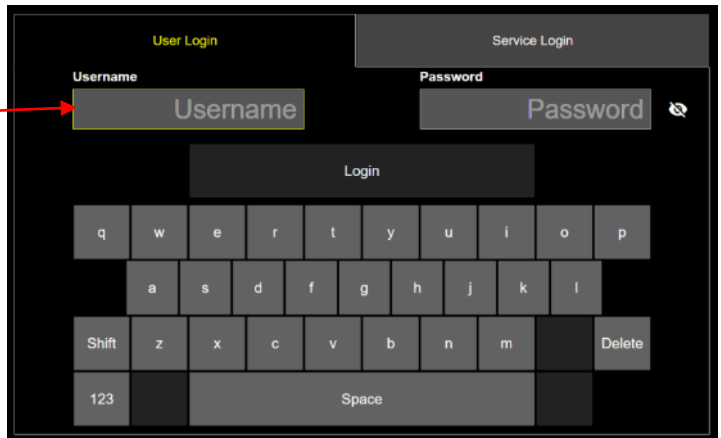 User Login Service Login
Username Password
Username Password
Login
q w e r t y u i o p
a s d f g h j k l
Shift z x c v b n m Delete
123 Space